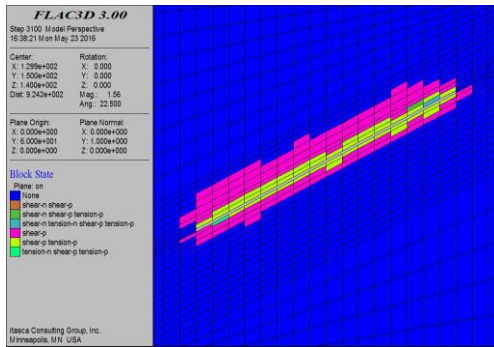 FLAC3D 3.00
Step 3100 Model Perspective
16:38:21 Mon May 23 2016
Center: Rotation:
X: 1.299e+002 X: 0.000
Y: 1.500e+002 Y: 0.000
Z: 1.400e+002 Z: 0.000
Dist: 9.242e+002 Mag.: 1.56
Ang.: 22.500
Plane Origin: Plane Normal:
X: 0.000e+000 X: 0.000e+000
Y: 6.000e+001 Y: 1.000e+000
Z: 0.000e+000 Z: 0.000e+000
Block State
Plane: on
None
shear-n shear-p
shear-n shear-p tension-p
shear-n tension-n shear-p tension-p
shear-p
shear-p tension-p
tension-n shear-p tension-p
Itasca Consulting Group, Inc.
Minneapolis, MN USA